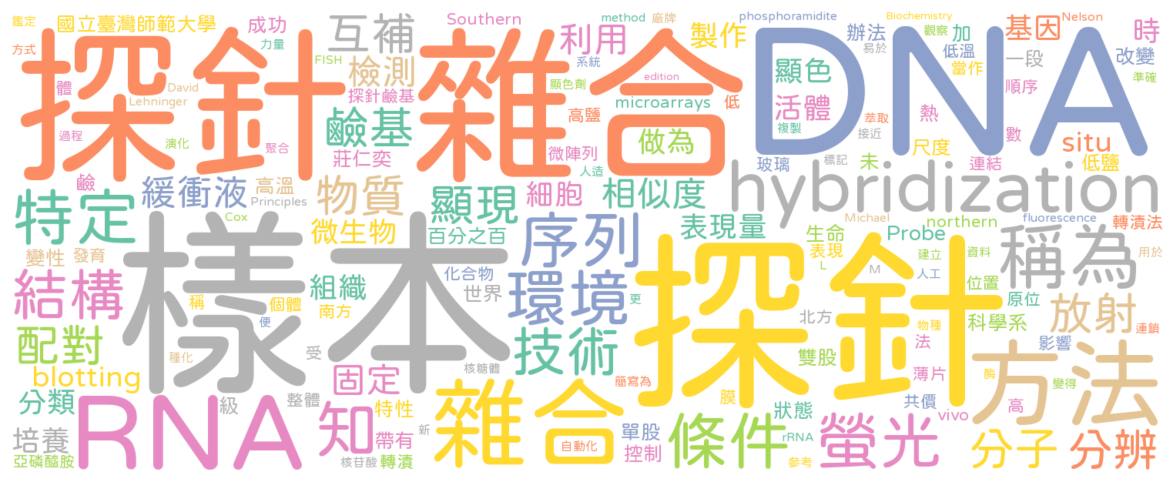 鑑定 國立臺灣師範大學 成功 互補 Southern method 廠牌 phosphoramidite Biochemistry 基因 Nelson 時
方式 力量 FISH 利用 系統 製作 辦法 易於 觀察 加 低溫 一段 改變
探針 雜合 DNA
體 David Lehninger 檢測 顯色劑 edition 顯色 當作 順序 準確
探針鹼基 高鹽 microarrays 低 活體 萃取 熱 數 situ
過程 演化 聚合 鹼基 莊仁奕 微陣列 做為 人造 複製 接近 尺度 玻璃 標記 未 連結 低鹽
鹼 緩衝液 高溫 Principles 物質 顯現 細胞 相似度 hybridization
特定 Cox 微生物 百分之百 序列 表現量 Michael northern fluorescence 轉漬法
變性 發育 樣本 生命 表現 Probe 建立 資料 稱為 用於
結構 稱 個體 組織 化合物 世界 環境 探針 L M 人工 位置 原位
便 南方 更 北方 物種 科學系 放射 連鎖
配對 種化 受 核糖體 技術 雙股 法 影響
blotting 固定 簡寫為 薄片 方法 酶 變得
分類 RNA 級 整體 知 特性 雜合 膜 條件 狀態 共價 高
培養 帶有 新 單股 rRNA 螢光 vivo 分子 分辨
亞磷醯胺 核苷酸 轉漬 自動化 控制 參考